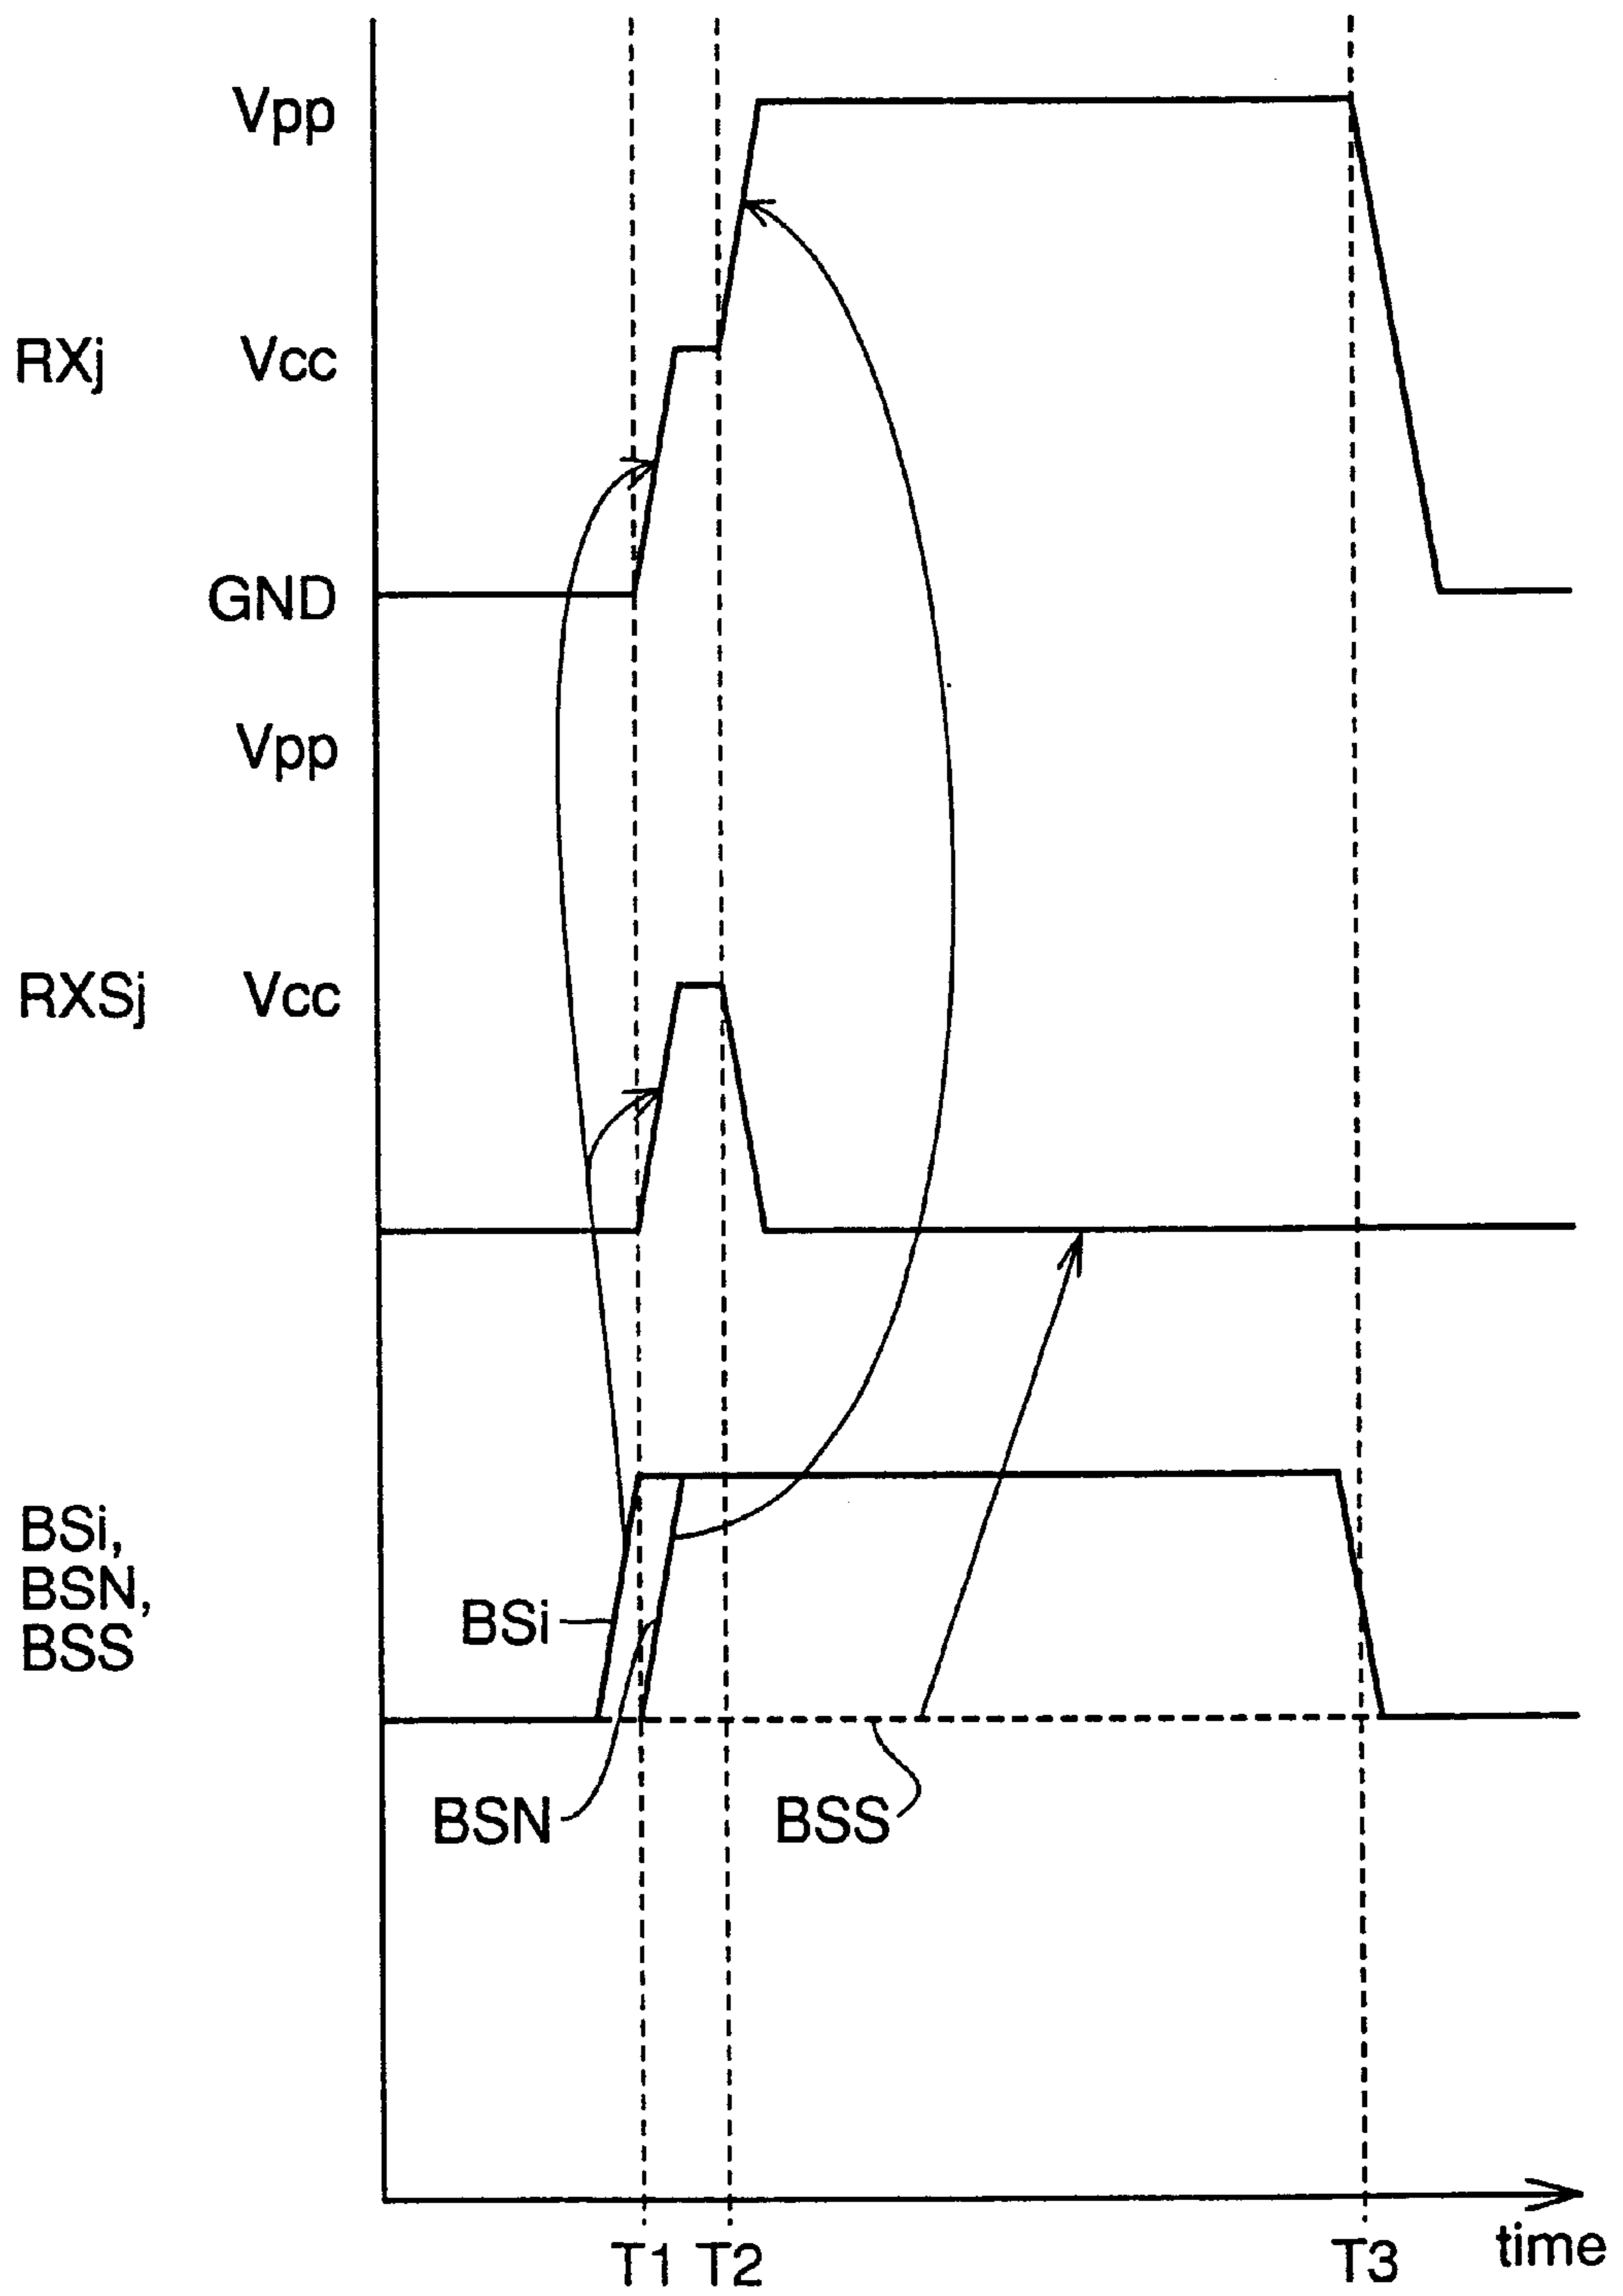 Vpp
RXj Vcc
GND
Vpp
RXSj Vcc
BSi,
BSN,
BSS
BSi
BSN
BSS
T1 T2 T3 time